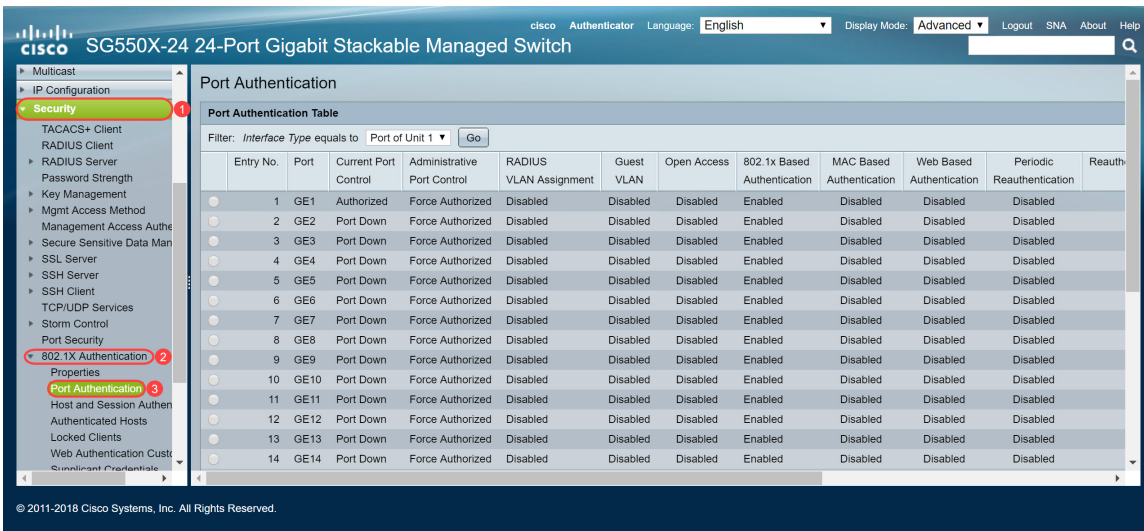 cisco Authenticator Language: English Display Mode: Advanced Logout SNA About Help
CISCO SG550X-24 24-Port Gigabit Stackable Managed Switch
Multicast
IP Configuration
Security 1
TACACS+ Client
RADIUS Client
RADIUS Server
Password Strength
Key Management
Mgmt Access Method
Management Access Authe
Secure Sensitive Data Man
SSL Server
SSH Server
SSH Client
TCP/UDP Services
Storm Control
Port Security
802.1X Authentication 2
Properties
Port Authentication 3
Host and Session Authen
Authenticated Hosts
Locked Clients
Web Authentication Custo
Supplicant Credentials
Port Authentication
Port Authentication Table
Filter: Interface Type equals to Port of Unit 1 Go
Entry No. Port Current Port Administrative RADIUS Guest Open Access 802.1x Based MAC Based Web Based Periodic Reauthe
Control Port Control VLAN Assignment VLAN Authentication Authentication Authentication Reauthentication
1 GE1 Authorized Force Authorized Disabled Disabled Disabled Enabled Disabled Disabled Disabled
2 GE2 Port Down Force Authorized Disabled Disabled Disabled Enabled Disabled Disabled Disabled
3 GE3 Port Down Force Authorized Disabled Disabled Disabled Enabled Disabled Disabled Disabled
4 GE4 Port Down Force Authorized Disabled Disabled Disabled Enabled Disabled Disabled Disabled
5 GE5 Port Down Force Authorized Disabled Disabled Disabled Enabled Disabled Disabled Disabled
6 GE6 Port Down Force Authorized Disabled Disabled Disabled Enabled Disabled Disabled Disabled
7 GE7 Port Down Force Authorized Disabled Disabled Disabled Enabled Disabled Disabled Disabled
8 GE8 Port Down Force Authorized Disabled Disabled Disabled Enabled Disabled Disabled Disabled
9 GE9 Port Down Force Authorized Disabled Disabled Disabled Enabled Disabled Disabled Disabled
10 GE10 Port Down Force Authorized Disabled Disabled Disabled Enabled Disabled Disabled Disabled
11 GE11 Port Down Force Authorized Disabled Disabled Disabled Enabled Disabled Disabled Disabled
12 GE12 Port Down Force Authorized Disabled Disabled Disabled Enabled Disabled Disabled Disabled
13 GE13 Port Down Force Authorized Disabled Disabled Disabled Enabled Disabled Disabled Disabled
14 GE14 Port Down Force Authorized Disabled Disabled Disabled Enabled Disabled Disabled Disabled
© 2011-2018 Cisco Systems, Inc. All Rights Reserved.